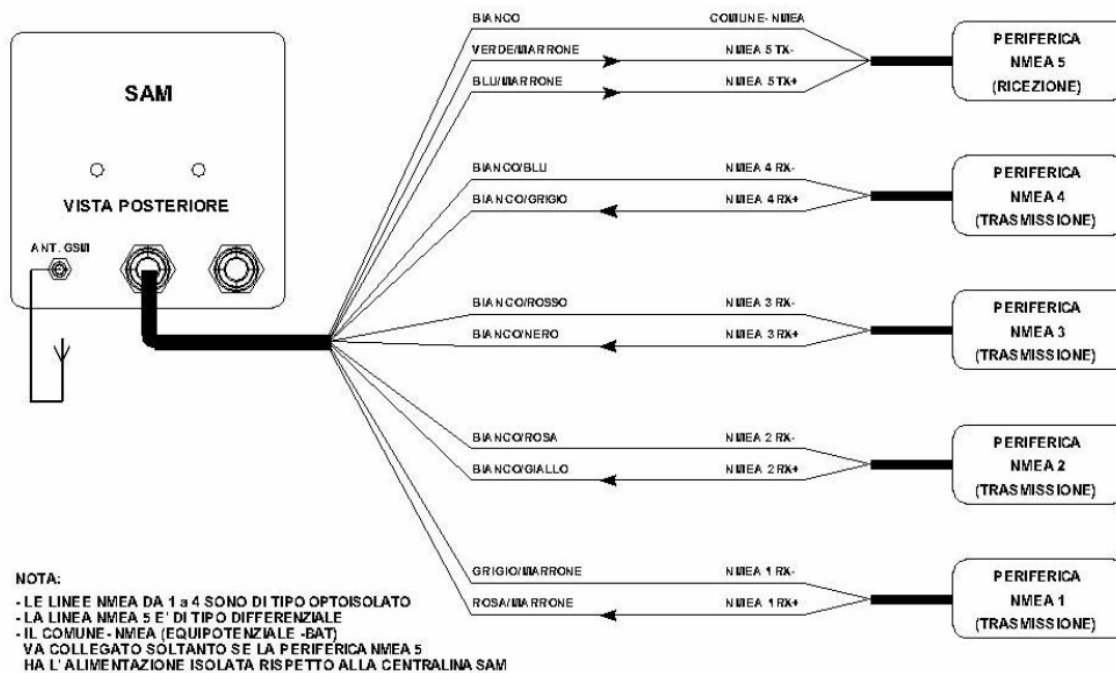 SAM
VISTA POSTERIORE
ANT. GSM
BIANCO COMUNE- NMEA
VERDE/MARRONE NMEA 5 TX-
BLU/MARRONE NMEA 5 TX+
PERIFERICA
NMEA 5
(RICEZIONE)
BIANCO/BLU NMEA 4 RX-
BIANCO/GRIGIO NMEA 4 RX+
PERIFERICA
NMEA 4
(TRASMISSIONE)
BIANCO/ROSSO NMEA 3 RX-
BIANCO/NERO NMEA 3 RX+
PERIFERICA
NMEA 3
(TRASMISSIONE)
BIANCO/ROSA NMEA 2 RX-
BIANCO/GIALLO NMEA 2 RX+
PERIFERICA
NMEA 2
(TRASMISSIONE)
GRIGIO/MARRONE NMEA 1 RX-
ROSA/MARRONE NMEA 1 RX+
PERIFERICA
NMEA 1
(TRASMISSIONE)
NOTA:
- LE LINEE NMEA DA 1 a 4 SONO DI TIPO OPTOISOLATO
- LA LINEA NMEA 5 E' DI TIPO DIFFERENZIALE
- IL COMUNE- NMEA (EQUIPOTENZIALE -BAT)
VA COLLEGATO SOLTANTO SE LA PERIFERICA NMEA 5
HA L' ALIMENTAZIONE ISOLATA RISPETTO ALLA CENTRALINA SAM